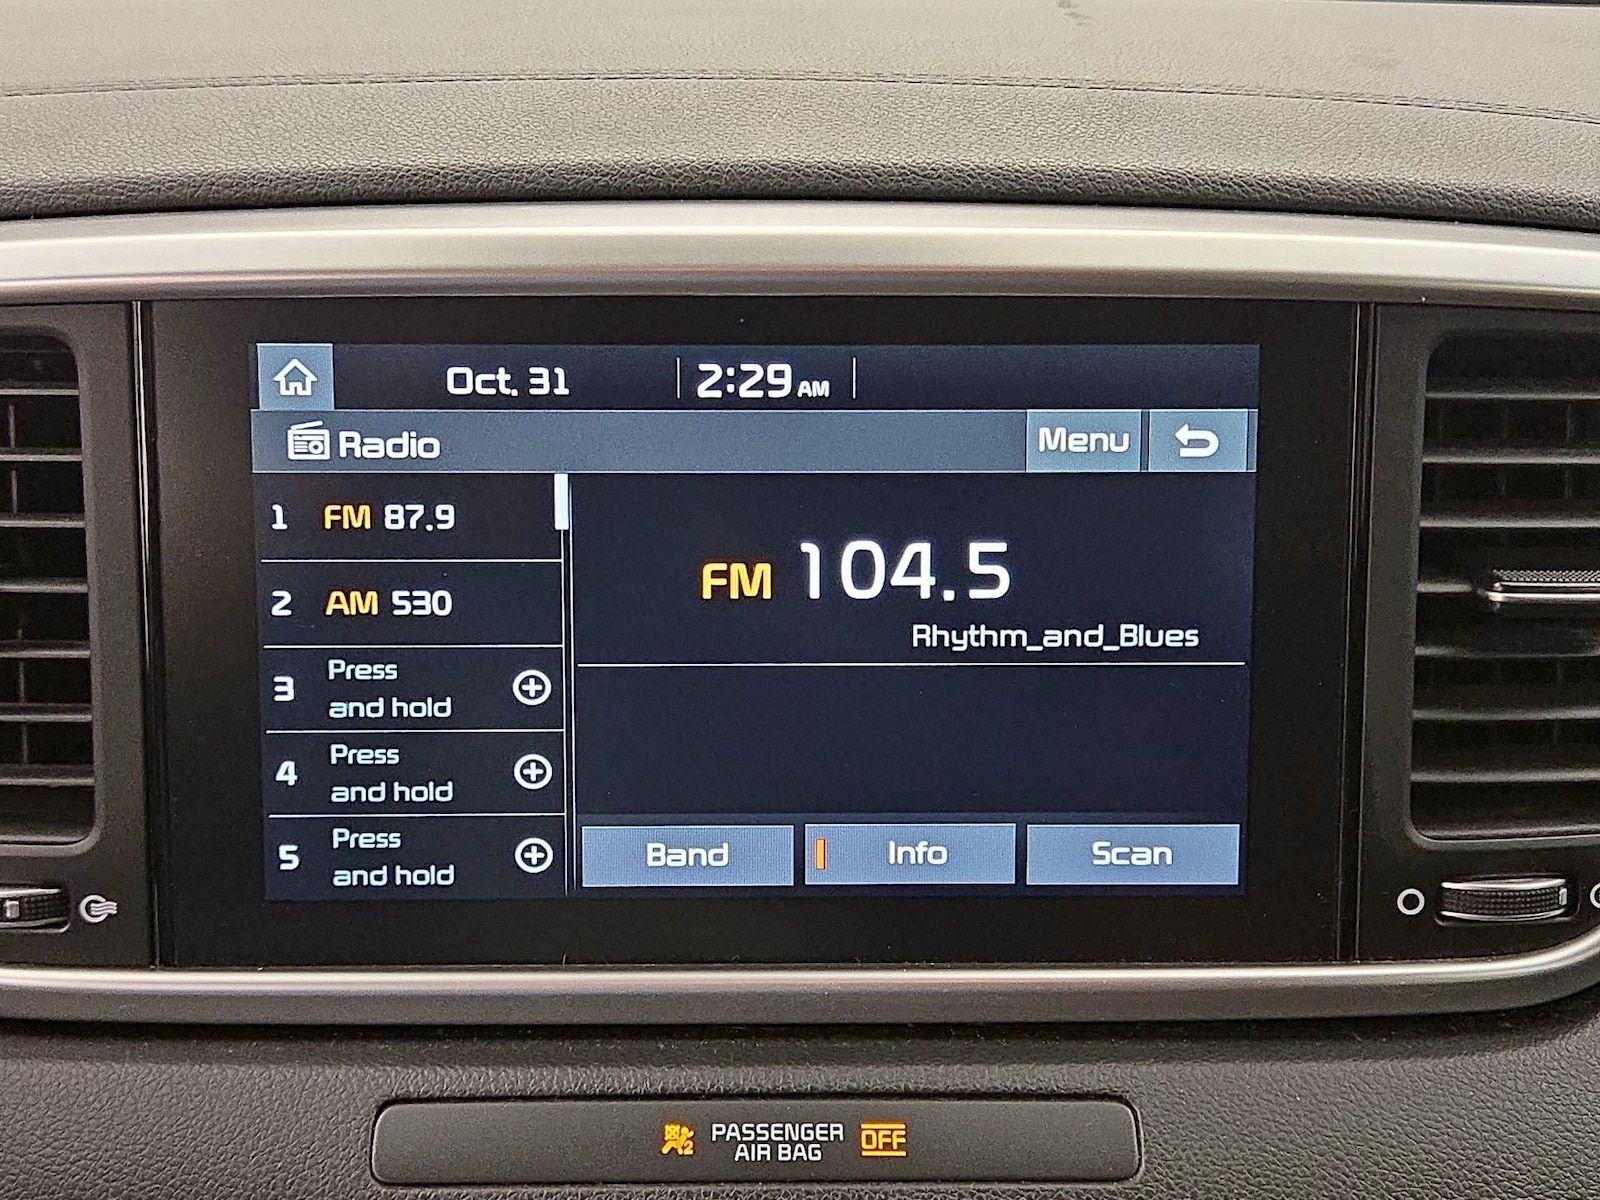 Oct. 31
2:29 AM
Radio
Menu
1 FM 87.9
2 AM 530
3 Press
and hold
4 Press
and hold
5 Press
and hold
FM 104.5
Rhythm_and_Blues
Band
Info
Scan
2
PASSENGER
AIR BAG
OFF